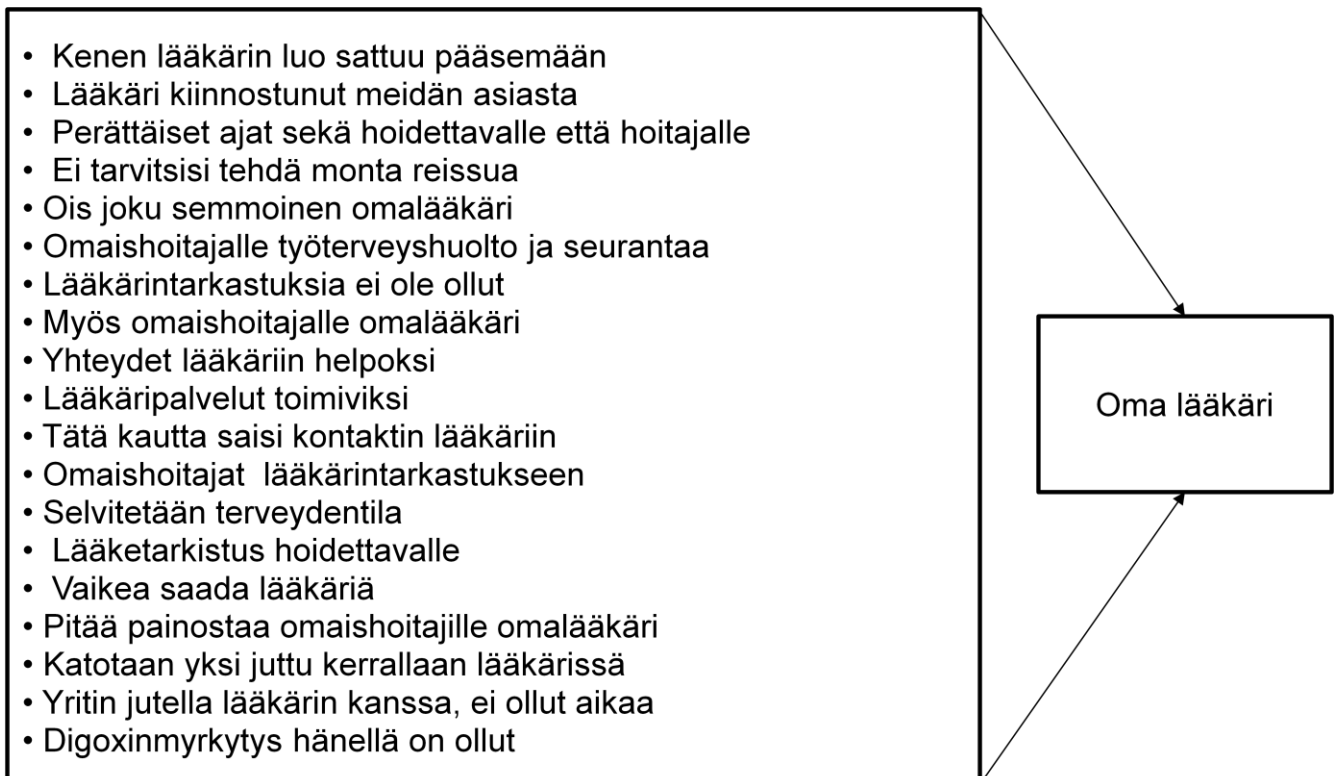 • Kenen lääkärin luo sattuu pääsemään
• Lääkäri kiinnostunut meidän asiasta
• Perättäiset ajat sekä hoidettavalle että hoitajalle
• Ei tarvitsisi tehdä monta reissua
• Ois joku semmoinen omalääkäri
• Omaishoitajalle työterveyshuolto ja seurantaa
• Lääkärintarkastuksia ei ole ollut
• Myös omaishoitajalle omalääkäri
• Yhteydet lääkäriin helpoksi
• Lääkäripalvelut toimiviksi
• Tätä kautta saisi kontaktin lääkäriin
• Omaishoitajat lääkärintarkastukseen
• Selvitetään terveydentila
• Lääketarkistus hoidettavalle
• Vaikea saada lääkäriä
• Pitää painostaa omaishoitajille omalääkäri
• Katotaan yksi juttu kerrallaan lääkärissä
• Yritin jutella lääkärin kanssa, ei ollut aikaa
• Digoxinmyrkytys hänellä on ollut
Oma lääkäri